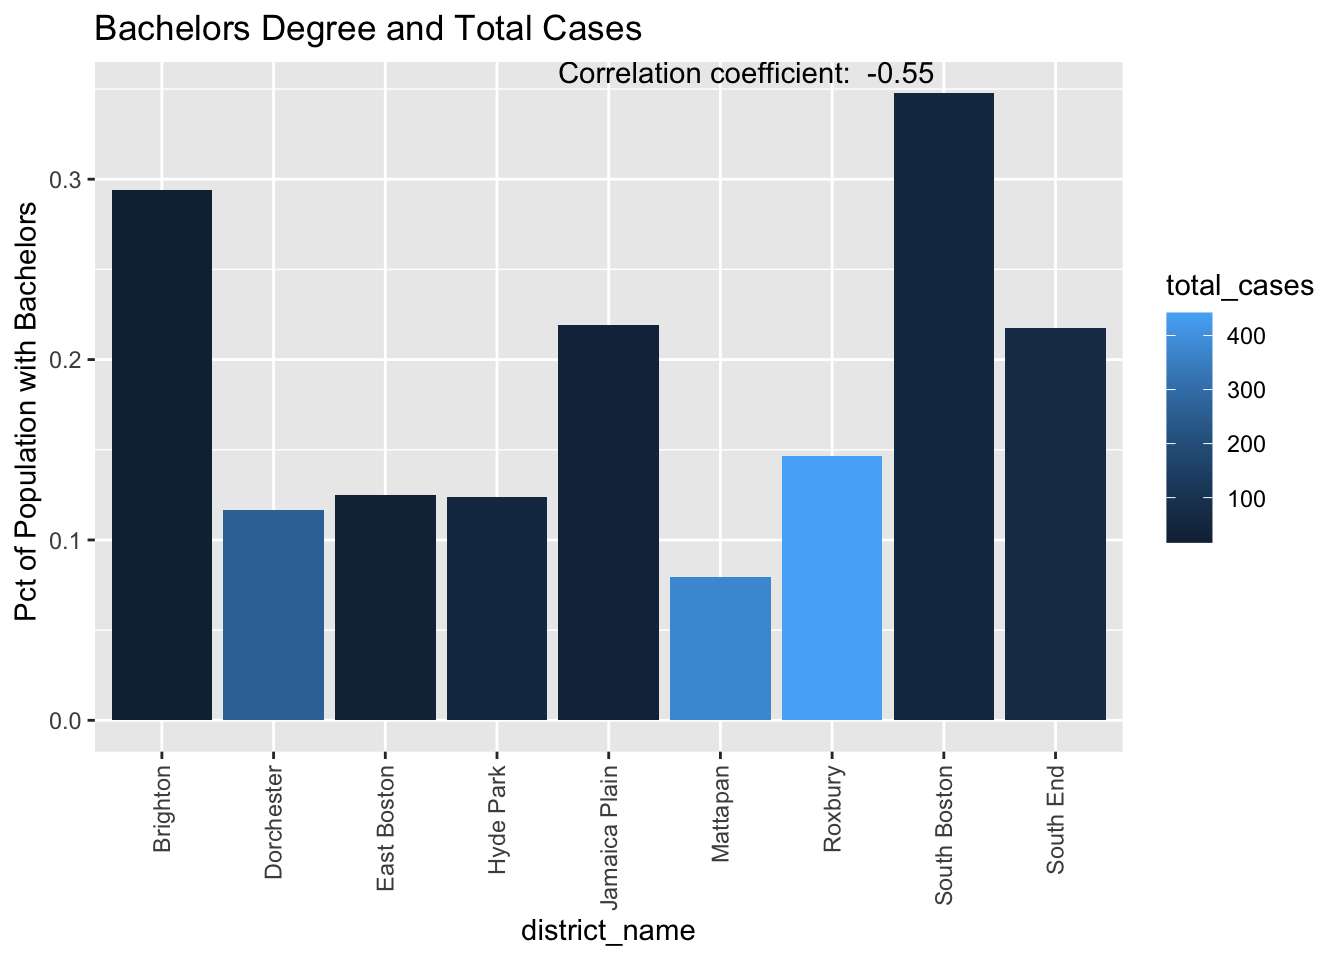 Bachelors Degree and Total Cases
Correlation coefficient:  -0.55
Pct of Population with Bachelors
0.3
0.2
0.1
0.0
Brighton
Dorchester
East Boston
Hyde Park
Jamaica Plain
Mattapan
Roxbury
South Boston
South End
district_name
total_cases
400
300
200
100